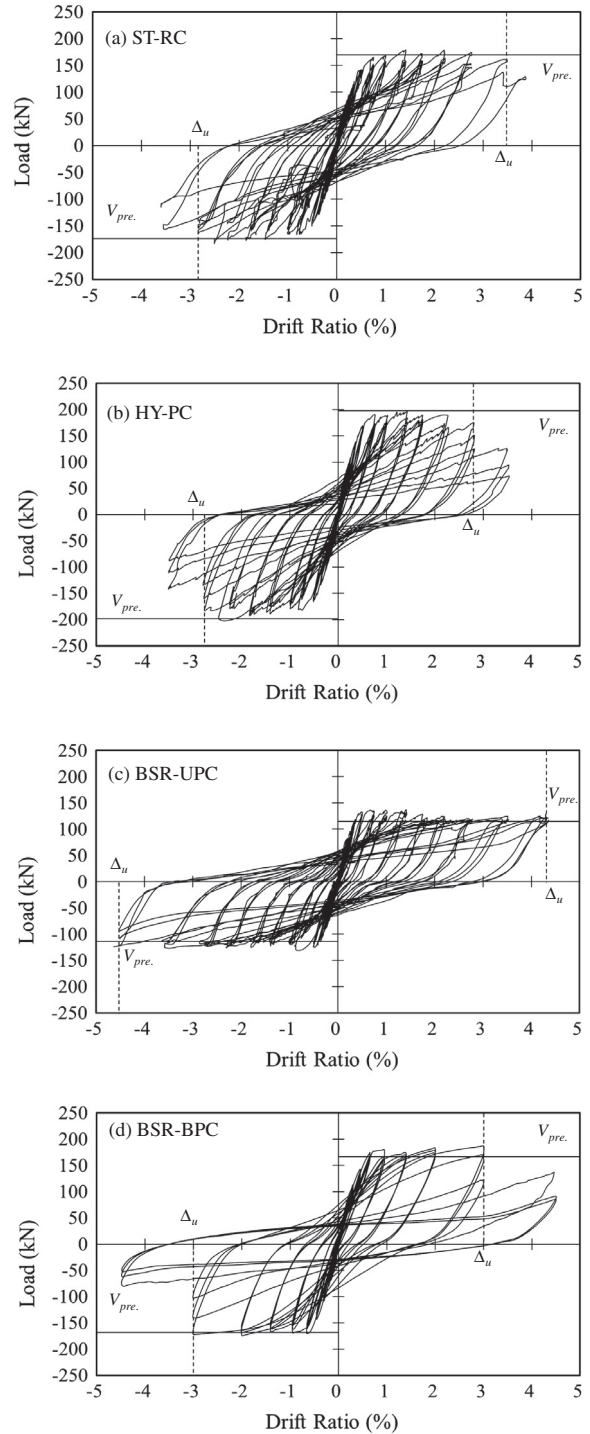 (a) ST-RC
250
200
150
100
50
0
-50
-100
-150
-200
-250
Load (kN)
V_pre.
Δ_u
Δ_u
V_pre.
-5 -4 -3 -2 -1 0 1 2 3 4 5
Drift Ratio (%)
(b) HY-PC
250
200
150
100
50
0
-50
-100
-150
-200
-250
Load (kN)
V_pre.
Δ_u
Δ_u
V_pre.
-5 -4 -3 -2 -1 0 1 2 3 4 5
Drift Ratio (%)
(c) BSR-UPC
250
200
150
100
50
0
-50
-100
-150
-200
-250
Load (kN)
V_pre.
Δ_u
Δ_u
V_pre.
-5 -4 -3 -2 -1 0 1 2 3 4 5
Drift Ratio (%)
(d) BSR-BPC
250
200
150
100
50
0
-50
-100
-150
-200
-250
Load (kN)
V_pre.
Δ_u
Δ_u
V_pre.
-5 -4 -3 -2 -1 0 1 2 3 4 5
Drift Ratio (%)